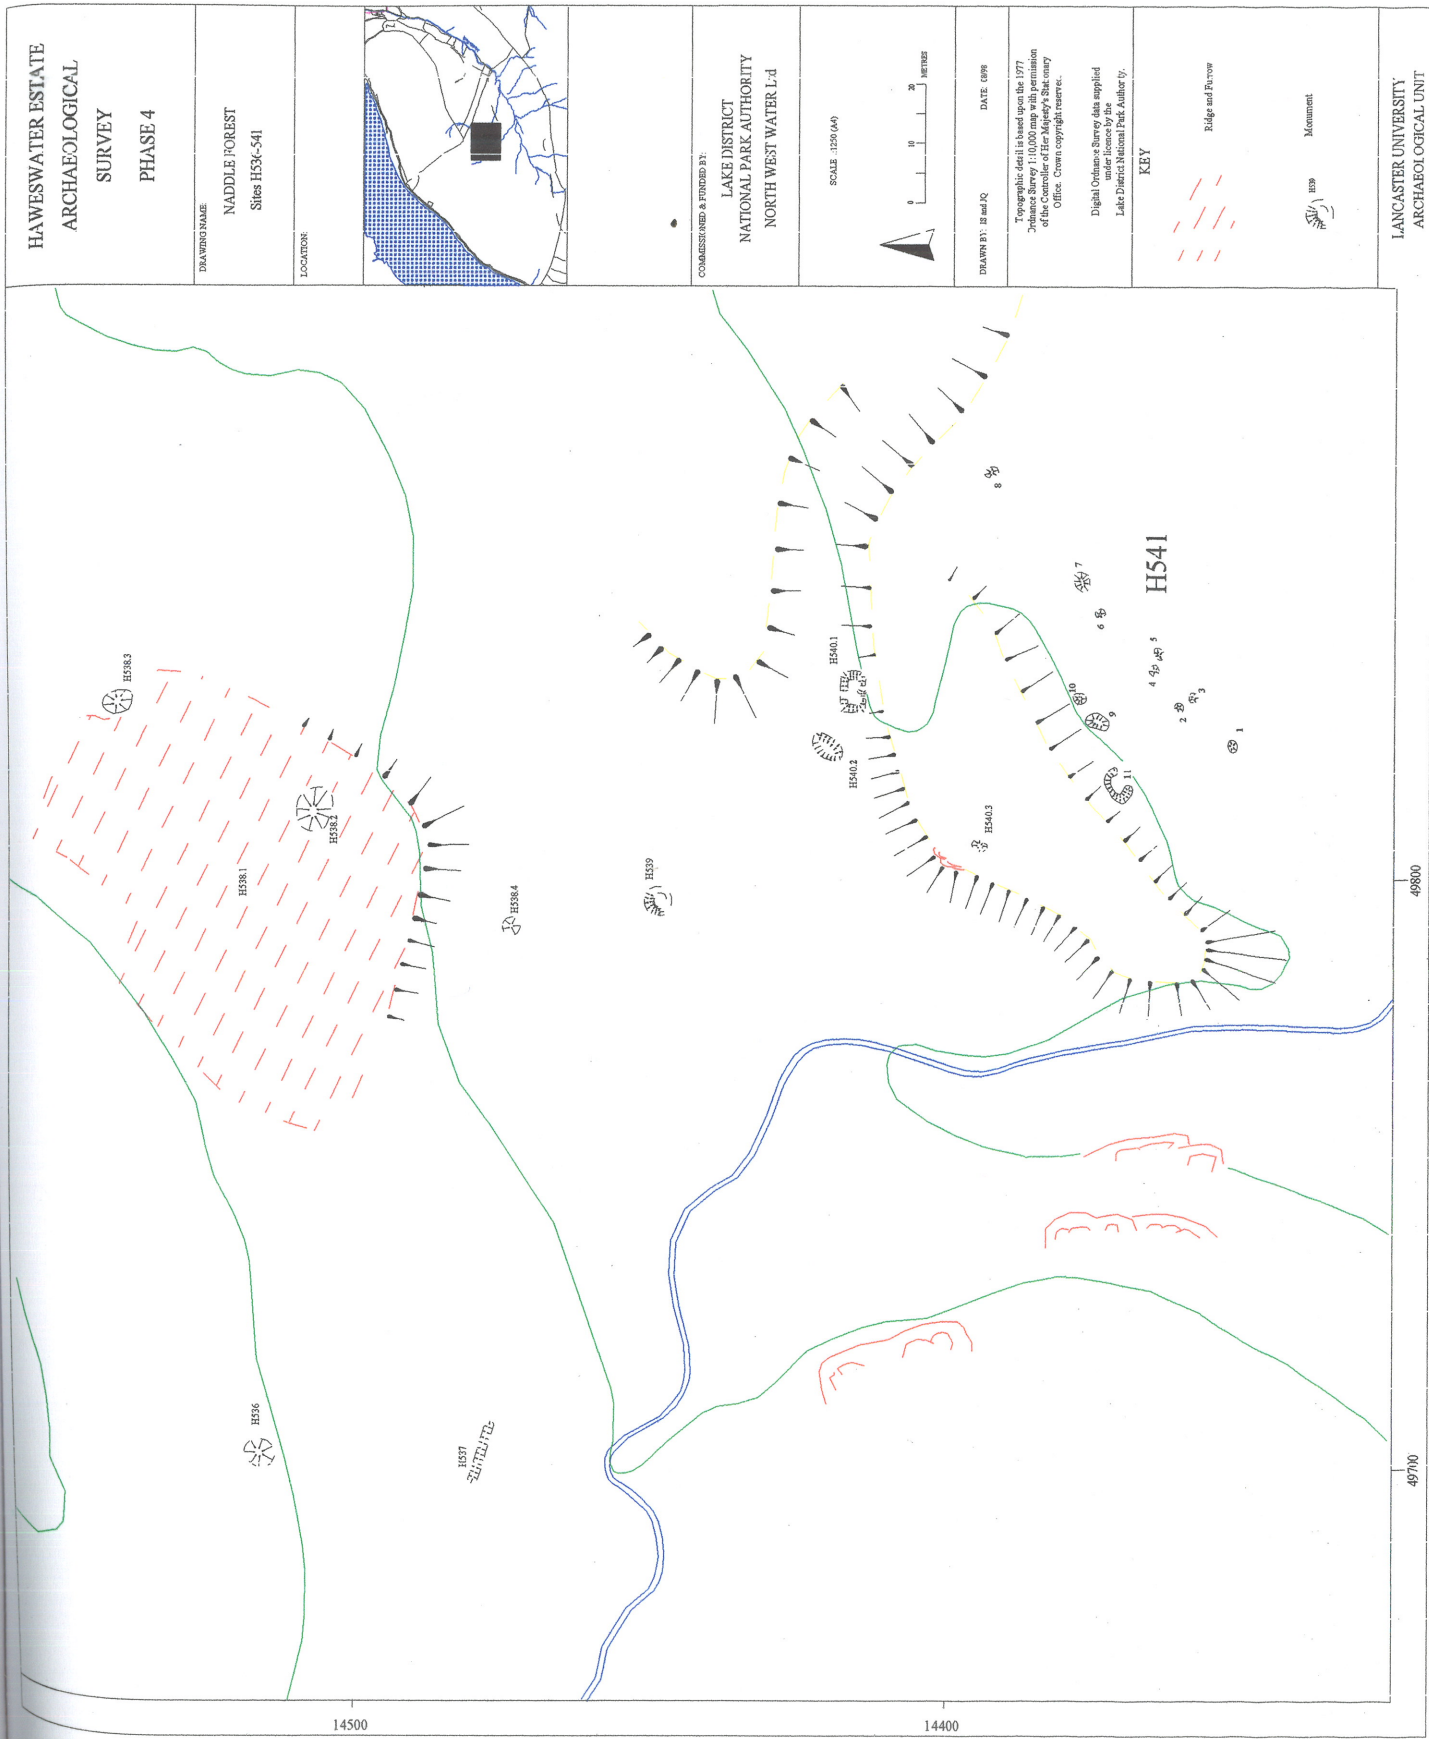 HAWESWATER ESTATE
ARCHAEOLOGICAL
SURVEY
PHASE 4
DRAWING NAME:
NADDLE FOREST
Sites H536-541
LOCATION:
COMMISSIONED & FUNDED BY:
LAKE DISTRICT
NATIONAL PARK AUTHORITY
NORTH WEST WATER Ltd
SCALE :1250 (A4)
0 10 20 METRES
DRAWN BY: IS and JQ DATE: 08/98
Topographic detail is based upon the 1977
Ordnance Survey 1:10,000 map with permission
of the Controller of Her Majesty's Stationary
Office. Crown copyright reserved.
Digital Ordnance Survey data supplied
under licence by the
Lake District National Park Authority.
KEY
Ridge and Furrow
H539
Monument
LANCASTER UNIVERSITY
ARCHAEOLOGICAL UNIT
H538.3
H538.2
H538.1
H538.4
H539
H536
H537
H540.1
H540.2
H540.3
H541
8
7
6
5
4
3
2
1
10
9
11
49800
49700
14500
14400